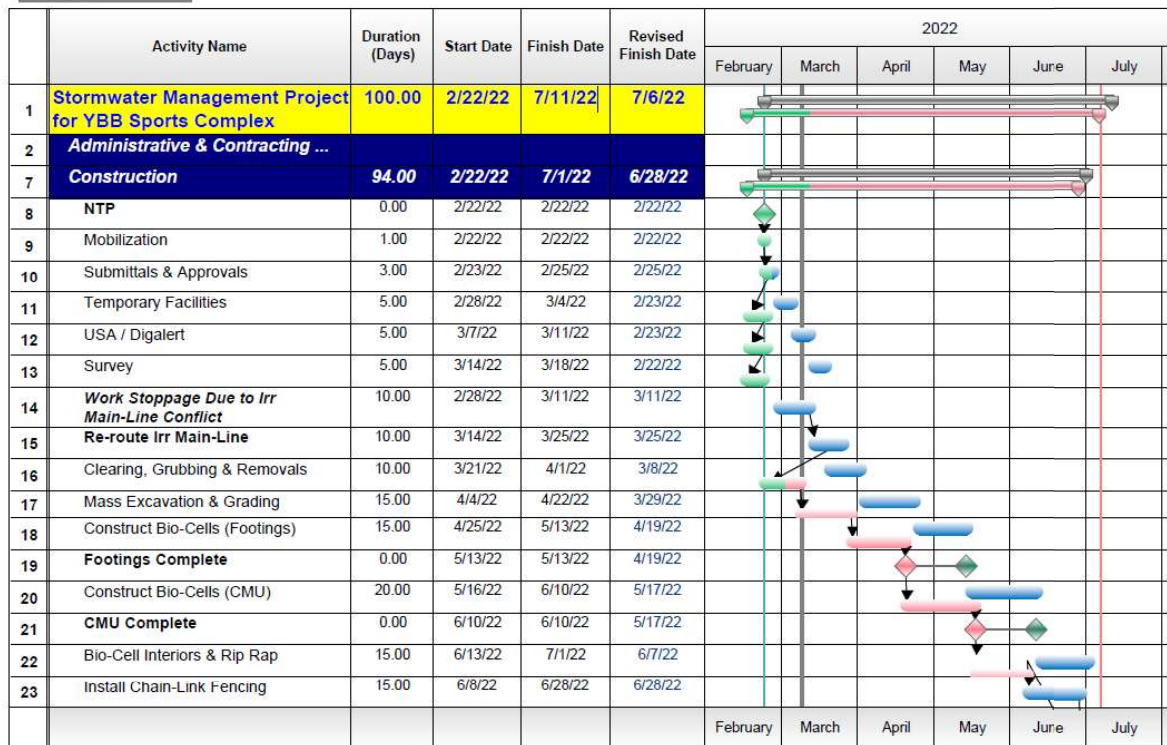 Activity Name Duration (Days) Start Date Finish Date Revised Finish Date 2022
February March April May June July
1 Stormwater Management Project for YBB Sports Complex 100.00 2/22/22 7/11/22 7/6/22
2 Administrative & Contracting ...
7 Construction 94.00 2/22/22 7/1/22 6/28/22
8 NTP 0.00 2/22/22 2/22/22 2/22/22
9 Mobilization 1.00 2/22/22 2/22/22 2/22/22
10 Submittals & Approvals 3.00 2/23/22 2/25/22 2/25/22
11 Temporary Facilities 5.00 2/28/22 3/4/22 2/23/22
12 USA / Digalert 5.00 3/7/22 3/11/22 2/23/22
13 Survey 5.00 3/14/22 3/18/22 2/22/22
14 Work Stoppage Due to Irr Main-Line Conflict 10.00 2/28/22 3/11/22 3/11/22
15 Re-route Irr Main-Line 10.00 3/14/22 3/25/22 3/25/22
16 Clearing, Grubbing & Removals 10.00 3/21/22 4/1/22 3/8/22
17 Mass Excavation & Grading 15.00 4/4/22 4/22/22 3/29/22
18 Construct Bio-Cells (Footings) 15.00 4/25/22 5/13/22 4/19/22
19 Footings Complete 0.00 5/13/22 5/13/22 4/19/22
20 Construct Bio-Cells (CMU) 20.00 5/16/22 6/10/22 5/17/22
21 CMU Complete 0.00 6/10/22 6/10/22 5/17/22
22 Bio-Cell Interiors & Rip Rap 15.00 6/13/22 7/1/22 6/7/22
23 Install Chain-Link Fencing 15.00 6/8/22 6/28/22 6/28/22
February March April May June July